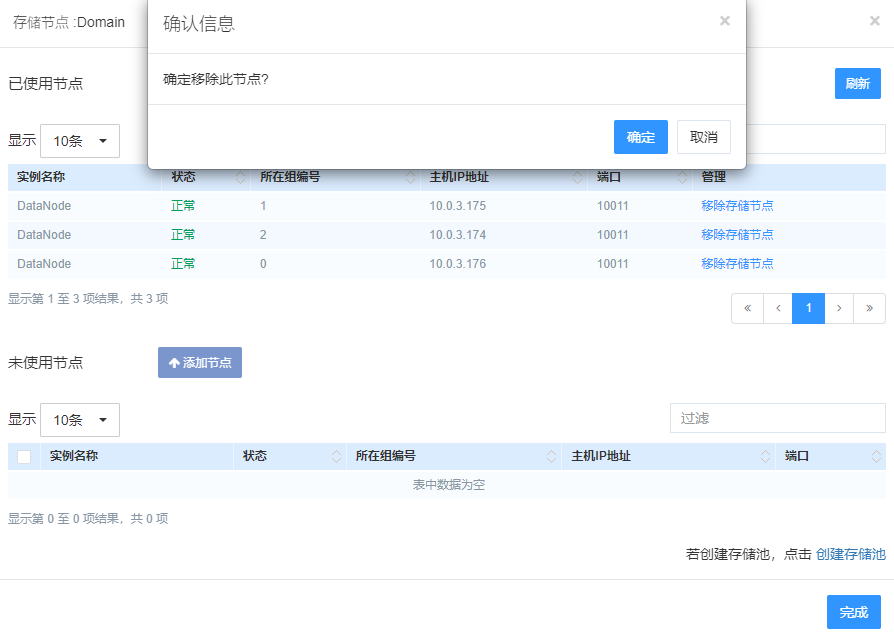 存储节点 :Domain
×
确认信息
×
确定移除此节点?
确定
取消
已使用节点
刷新
显示
10条
实例名称 状态 所在组编号 主机IP地址 端口 管理
DataNode 正常 1 10.0.3.175 10011 移除存储节点
DataNode 正常 2 10.0.3.174 10011 移除存储节点
DataNode 正常 0 10.0.3.176 10011 移除存储节点
显示第 1 至 3 项结果，共 3 项
« ‹ 1 › »
未使用节点
添加节点
显示
10条
过滤
实例名称 状态 所在组编号 主机IP地址 端口
表中数据为空
显示第 0 至 0 项结果，共 0 项
若创建存储池，点击 创建存储池
完成